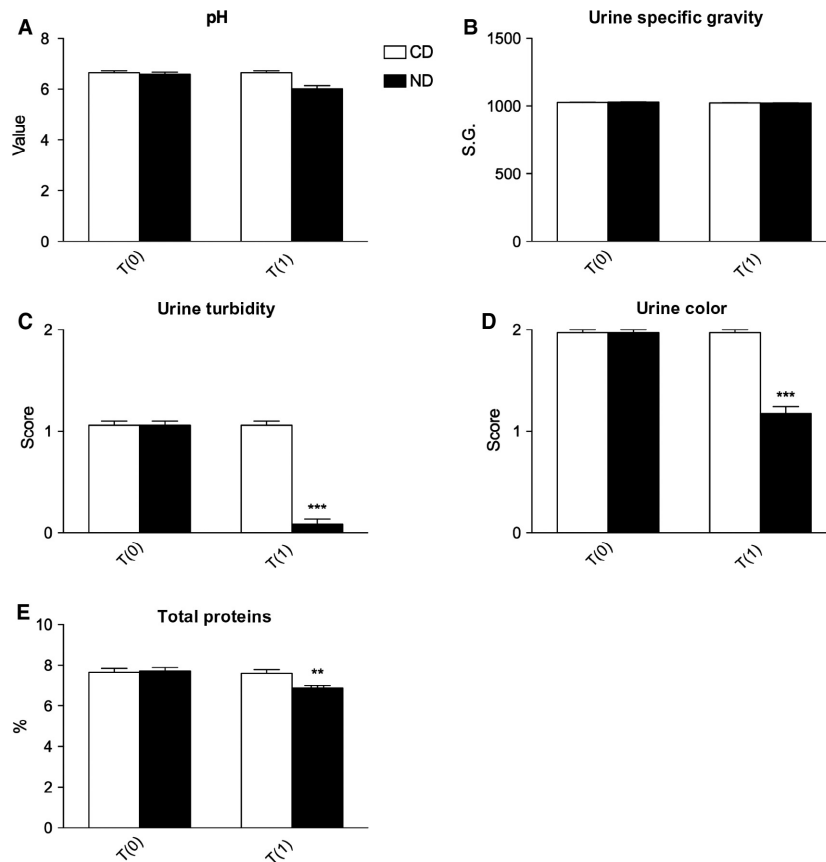 A
pH
8
6
4
2
0
Value
T(0)
T(1)
CD
ND
B
Urine specific gravity
1500
1000
500
0
S.G.
T(0)
T(1)
C
Urine turbidity
2
1
0
Score
***
T(0)
T(1)
D
Urine color
2
1
0
Score
***
T(0)
T(1)
E
Total proteins
10
8
6
4
2
0
%
**
T(0)
T(1)